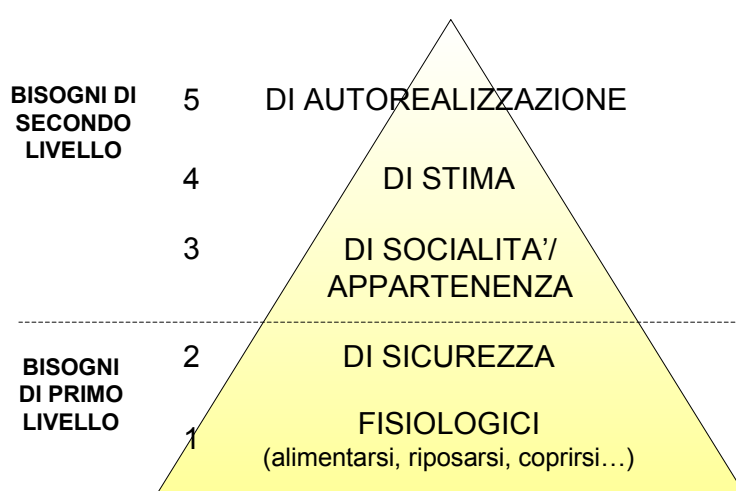 BISOGNI DI
SECONDO
LIVELLO
5 DI AUTOREALIZZAZIONE
4 DI STIMA
3 DI SOCIALITA’/
APPARTENENZA
BISOGNI
DI PRIMO
LIVELLO
2 DI SICUREZZA
1 FISIOLOGICI
(alimentarsi, riposarsi, coprirsi…)